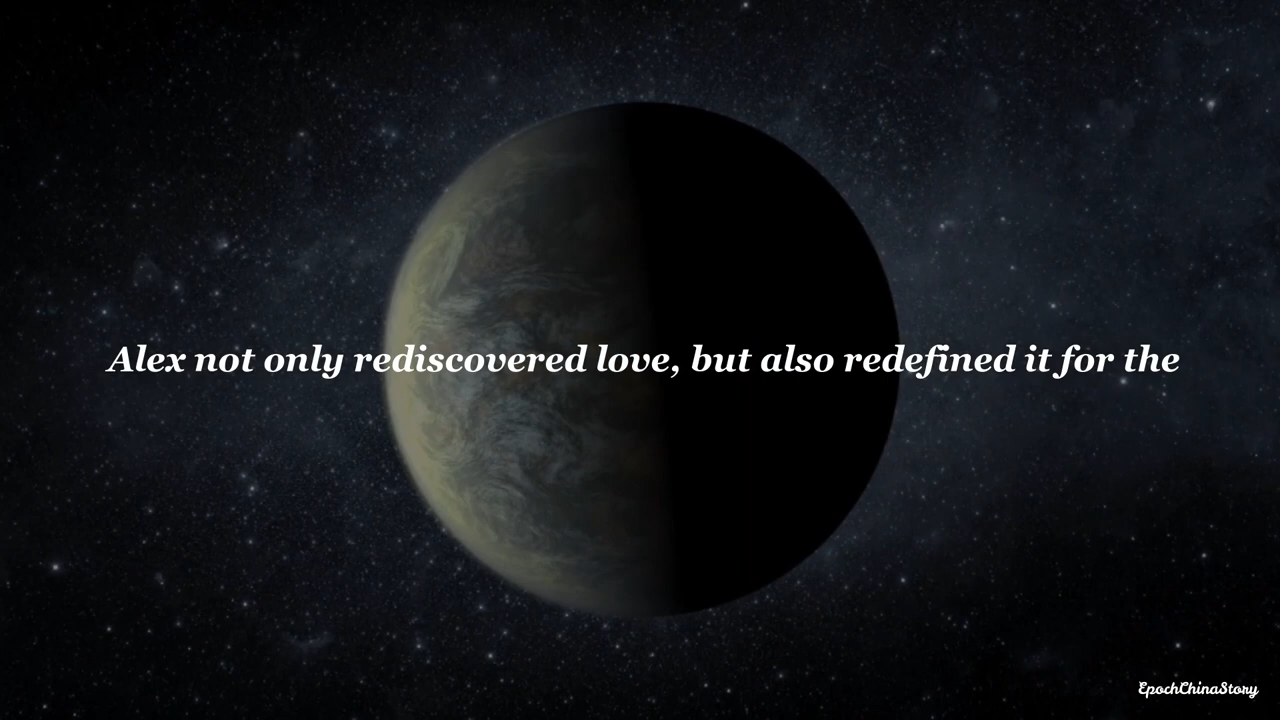 Alex not only rediscovered love, but also redefined it for the
EpochChinaStory